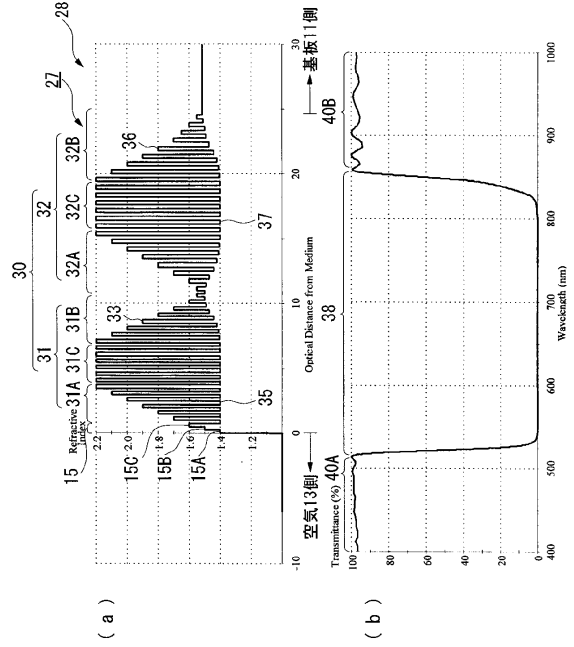 ( a )
28
27
30
31
32
31A
31C
31B
32A
32C
32B
15
Refractive
Index
2.2
2.0
1.8
1.6
1.4
1.2
15C
15B
15A
33
36
35
37
-10
0
10
20
30
Optical Distance from Medium
空気13側
基板11側
( b )
40A
38
40B
Transmittance (%)
100
80
60
40
20
0
400
500
600
700
800
900
1000
Wavelength (nm)